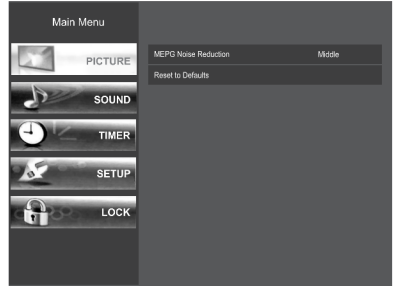 Main Menu
PICTURE
SOUND
TIMER
SETUP
LOCK
MEPG Noise Reduction Middle
Reset to Defaults